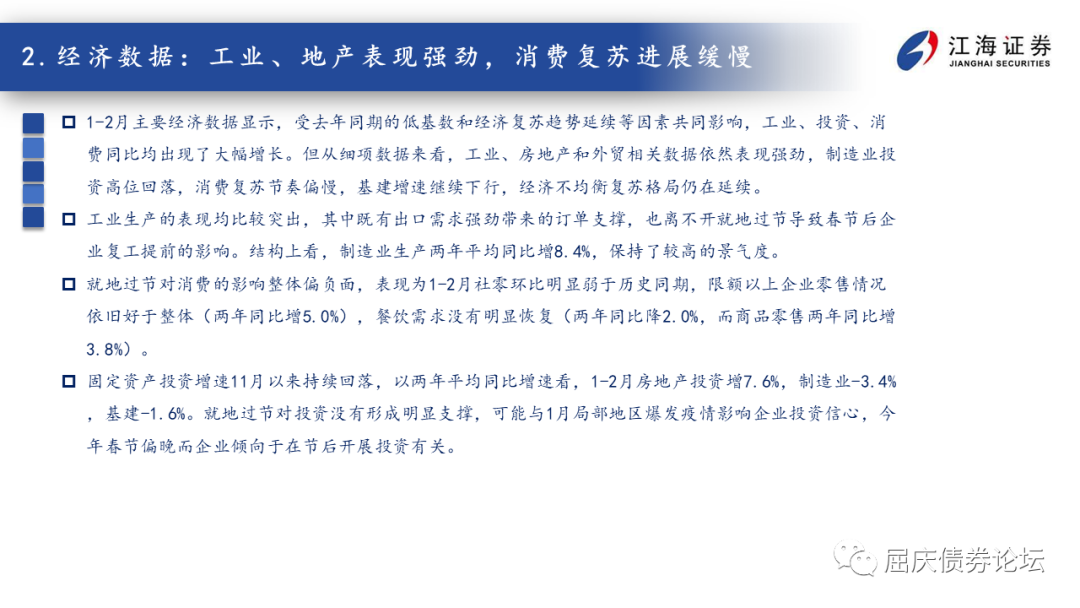 2. 经济数据：工业、地产表现强劲，消费复苏进展缓慢
江海证券
JIANGHAI SECURITIES
1-2月主要经济数据显示，受去年同期的低基数和经济复苏趋势延续等因素共同影响，工业、投资、消
费同比均出现了大幅增长。但从细项数据来看，工业、房地产和外贸相关数据依然表现强劲，制造业投
资高位回落，消费复苏节奏偏慢，基建增速继续下行，经济不均衡复苏格局仍在延续。
工业生产的表现均比较突出，其中既有出口需求强劲带来的订单支撑，也离不开就地过节导致春节后企
业复工提前的影响。结构上看，制造业生产两年平均同比增8.4%，保持了较高的景气度。
就地过节对消费的影响整体偏负面，表现为1-2月社零环比明显弱于历史同期，限额以上企业零售情况
依旧好于整体（两年同比增5.0%），餐饮需求没有明显恢复（两年同比降2.0%，而商品零售两年同比增
3.8%）。
固定资产投资增速11月以来持续回落，以两年平均同比增速看，1-2月房地产投资增7.6%，制造业-3.4%
，基建-1.6%。就地过节对投资没有形成明显支撑，可能与1月局部地区爆发疫情影响企业投资信心，今
年春节偏晚而企业倾向于在节后开展投资有关。
屈庆债券论坛